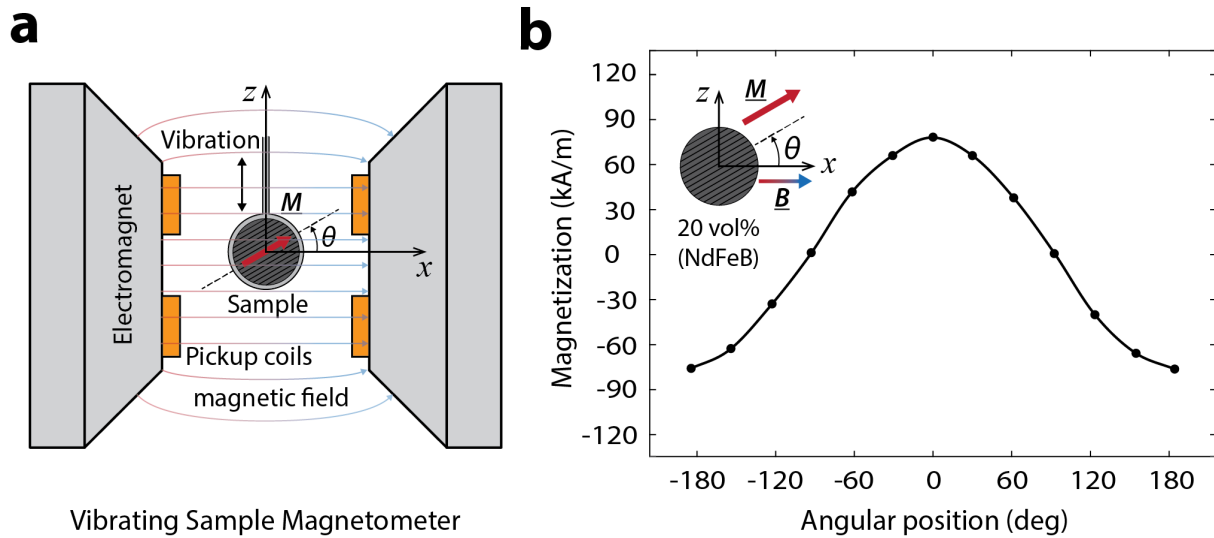 a
z
Vibration
M
θ
x
Electromagnet
Sample
Pickup coils
magnetic field
Vibrating Sample Magnetometer
b
Magnetization (kA/m)
120
90
60
30
0
-30
-60
-90
-120
z
M
θ
x
B
20 vol%
(NdFeB)
-180 -120 -60 0 60 120 180
Angular position (deg)